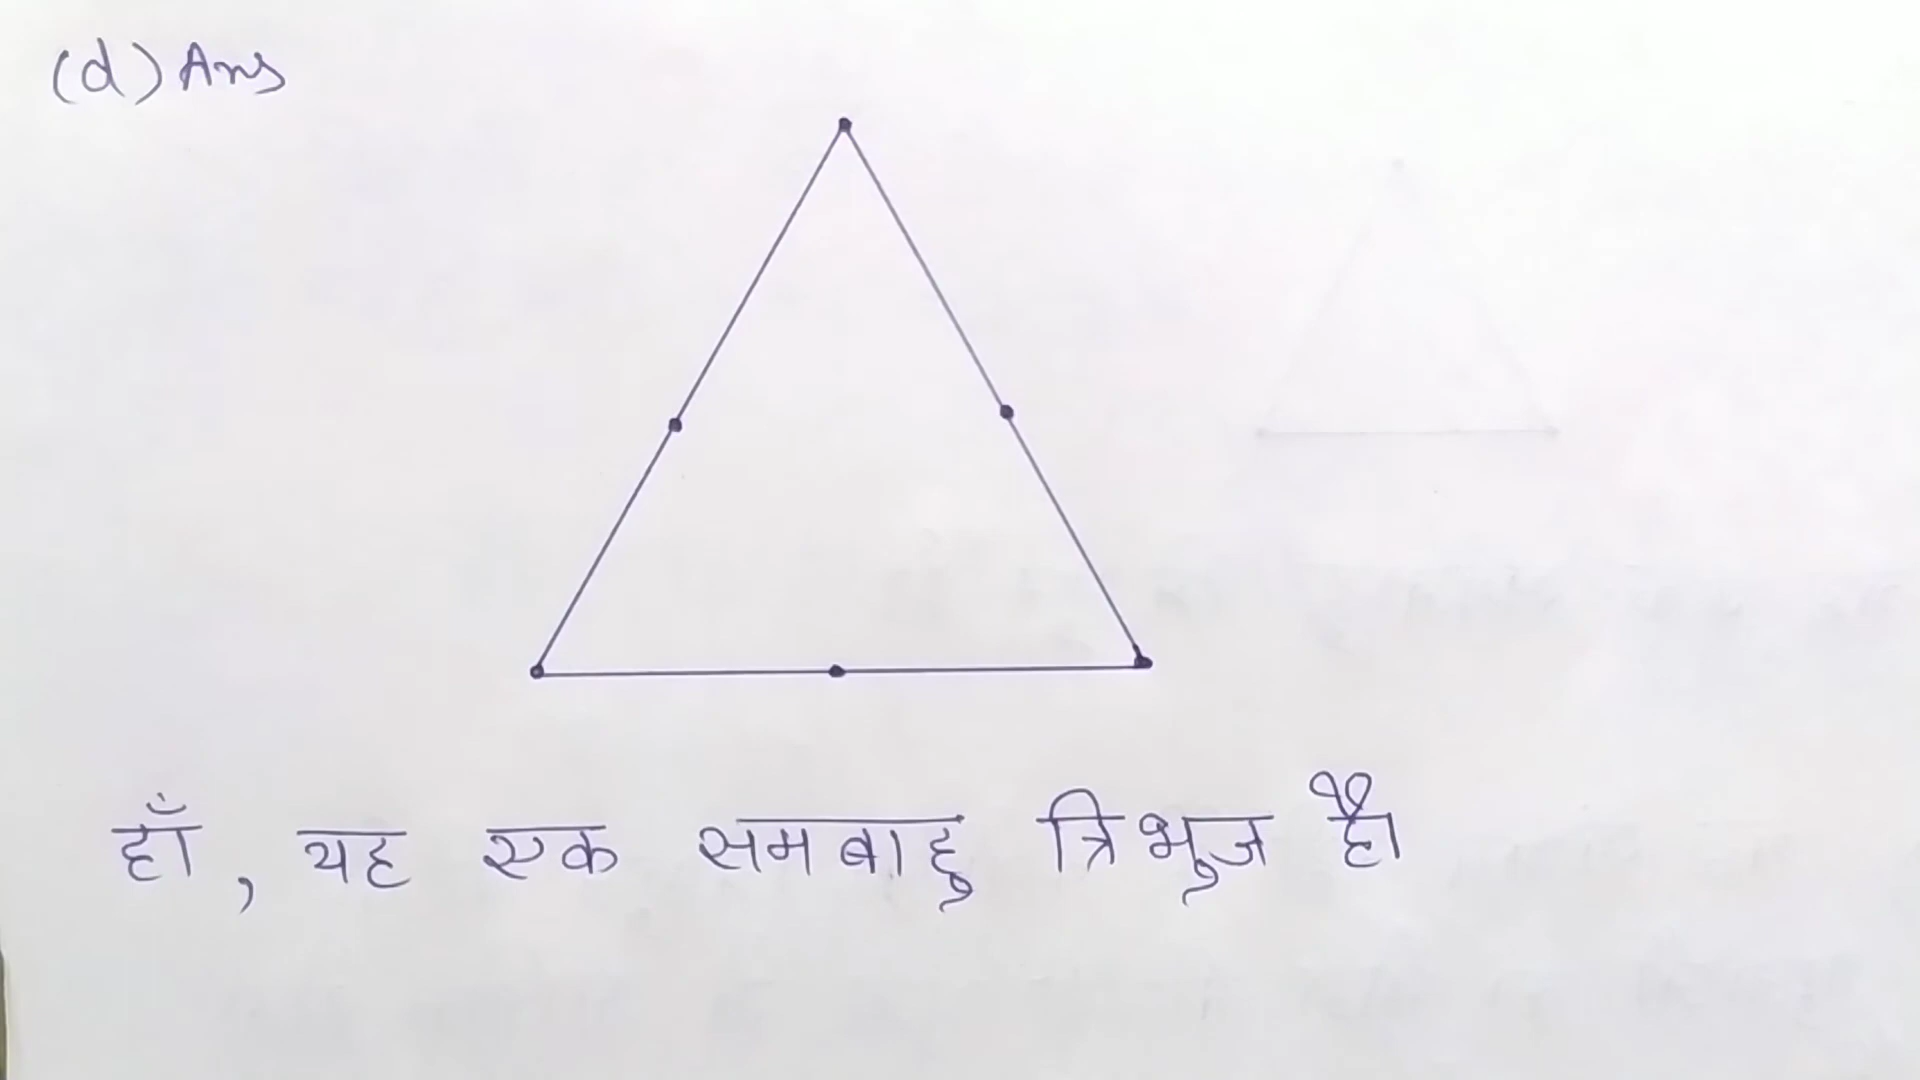 (d) Ans
हाँ, यह एक समबाहु त्रिभुज है।